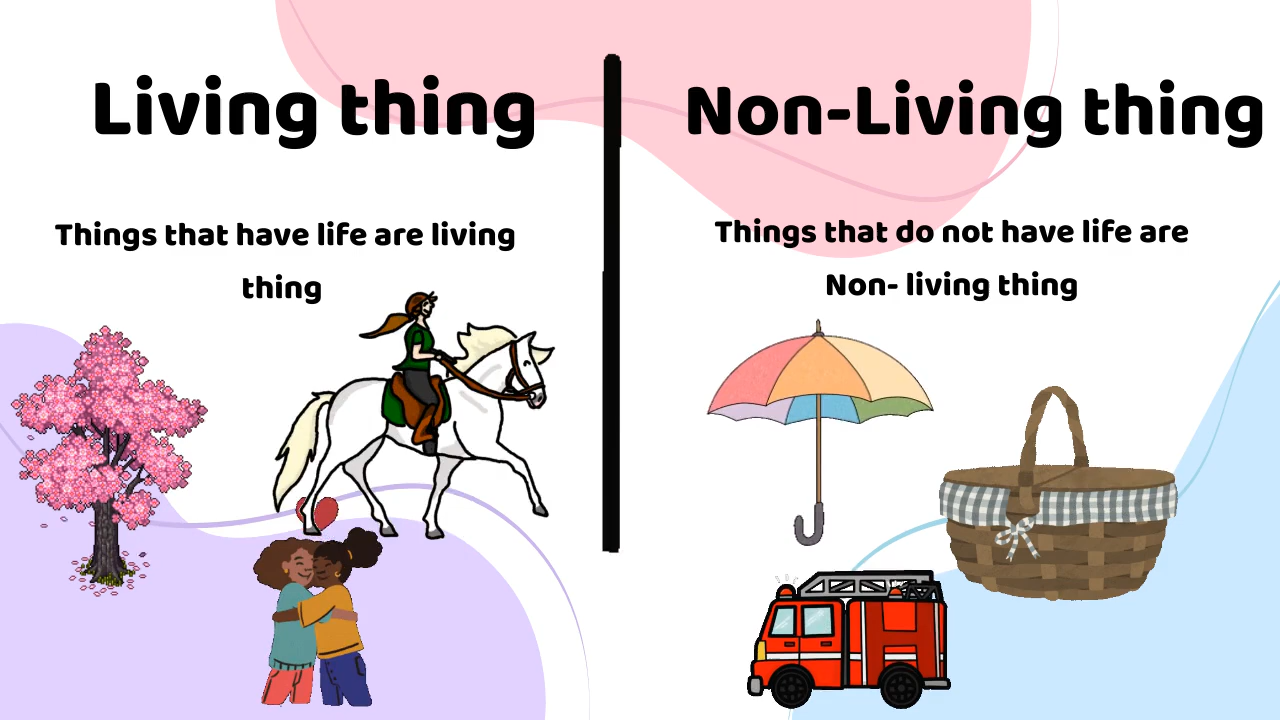 Living thing
Things that have life are living
thing
Non-Living thing
Things that do not have life are
Non- living thing